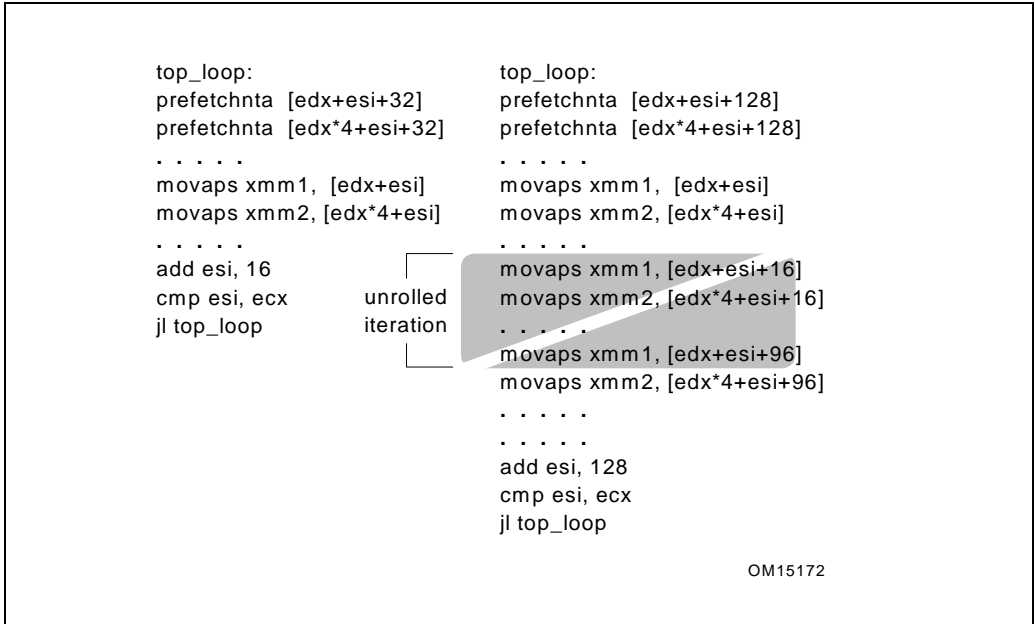 top_loop:
prefetchnta [edx+esi+32]
prefetchnta [edx*4+esi+32]
. . . . .
movaps xmm1, [edx+esi]
movaps xmm2, [edx*4+esi]
. . . . .
add esi, 16
cmp esi, ecx
jl top_loop
unrolled
iteration
top_loop:
prefetchnta [edx+esi+128]
prefetchnta [edx*4+esi+128]
. . . . .
movaps xmm1, [edx+esi]
movaps xmm2, [edx*4+esi]
. . . . .
movaps xmm1, [edx+esi+16]
movaps xmm2, [edx*4+esi+16]
. . . . .
movaps xmm1, [edx+esi+96]
movaps xmm2, [edx*4+esi+96]
. . . . .
. . . . .
add esi, 128
cmp esi, ecx
jl top_loop
OM15172